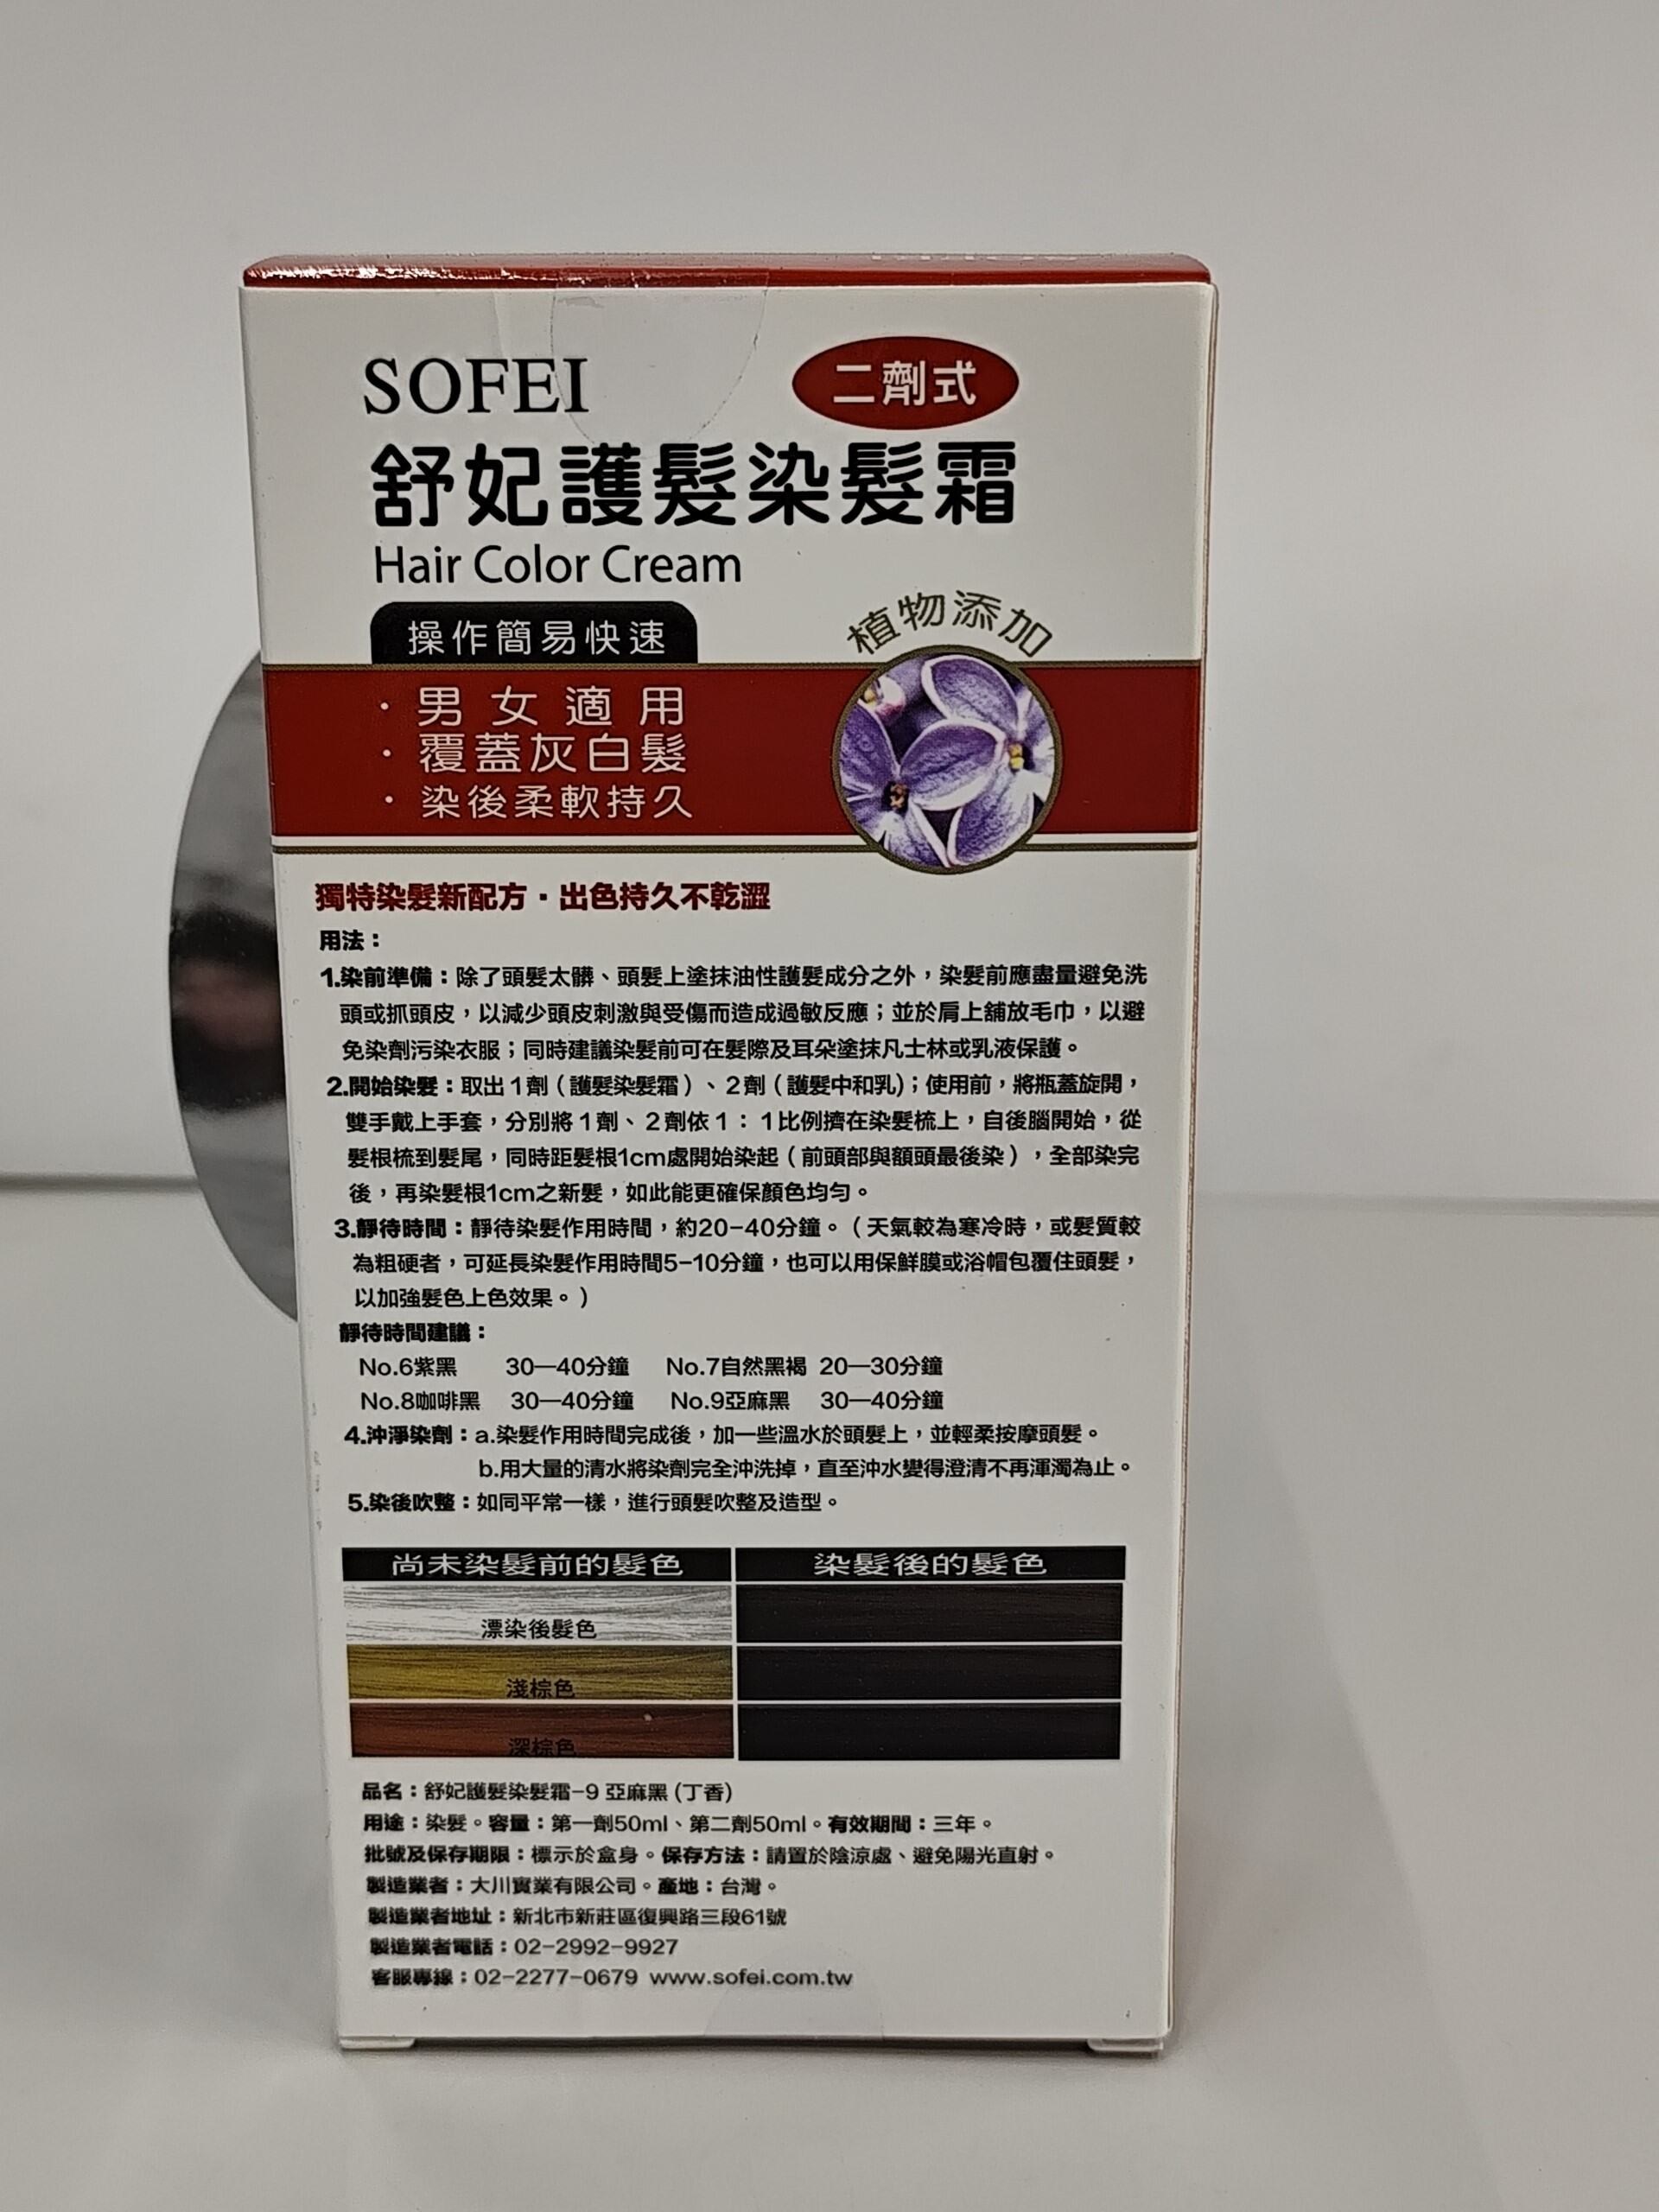 SOFEI
二劑式
舒妃護髮染髮霜
Hair Color Cream
操作簡易快速
植物添加
·男女適用
·覆蓋灰白髮
·染後柔軟持久
獨特染髮新配方·出色持久不乾澀
用法：
1.染前準備：除了頭髮太髒、頭髮上塗抹油性護髮成分之外，染髮前應盡量避免洗
頭或抓頭皮，以減少頭皮刺激與受傷而造成過敏反應；並於肩上舖放毛巾，以避
免染劑污染衣服；同時建議染髮前可在髮際及耳朵塗抹凡士林或乳液保護。
2.開始染髮：取出1劑（護髮染髮霜）、2劑（護髮中和乳）；使用前，將瓶蓋旋開，
雙手戴上手套，分別將1劑、2劑依1：1比例擠在染髮梳上，自後腦開始，從
髮根梳到髮尾，同時距髮根1cm處開始染起（前頭部與額頭最後染），全部染完
後，再染髮根1cm之新髮，如此能更確保顏色均勻。
3.靜待時間：靜待染髮作用時間，約20-40分鐘。（天氣較為寒冷時，或髮質較
為粗硬者，可延長染髮作用時間5-10分鐘，也可以用保鮮膜或浴帽包覆住頭髮，
以加強髮色上色效果。）
靜待時間建議：
No.6紫黑 30—40分鐘 No.7自然黑褐 20—30分鐘
No.8咖啡黑 30—40分鐘 No.9亞麻黑 30—40分鐘
4.沖淨染劑：a.染髮作用時間完成後，加一些溫水於頭髮上，並輕柔按摩頭髮。
b.用大量的清水將染劑完全沖洗掉，直至沖水變得澄清不再渾濁為止。
5.染後吹整：如同平常一樣，進行頭髮吹整及造型。
尚未染髮前的髮色 染髮後的髮色
漂染後髮色
淺棕色
深棕色
品名：舒妃護髮染髮霜-9 亞麻黑 (丁香)
用途：染髮。容量：第一劑50ml、第二劑50ml。有效期間：三年。
批號及保存期限：標示於盒身。保存方法：請置於陰涼處、避免陽光直射。
製造業者：大川實業有限公司。產地：台灣。
製造業者地址：新北市新莊區復興路三段61號
製造業者電話：02-2992-9927
客服專線：02-2277-0679 www.sofei.com.tw